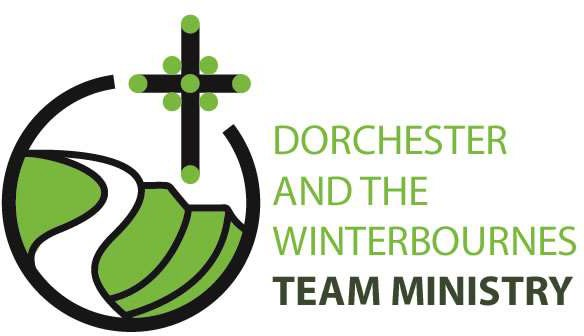 DORCHESTER
AND THE
WINTERBOURNES
TEAM MINISTRY